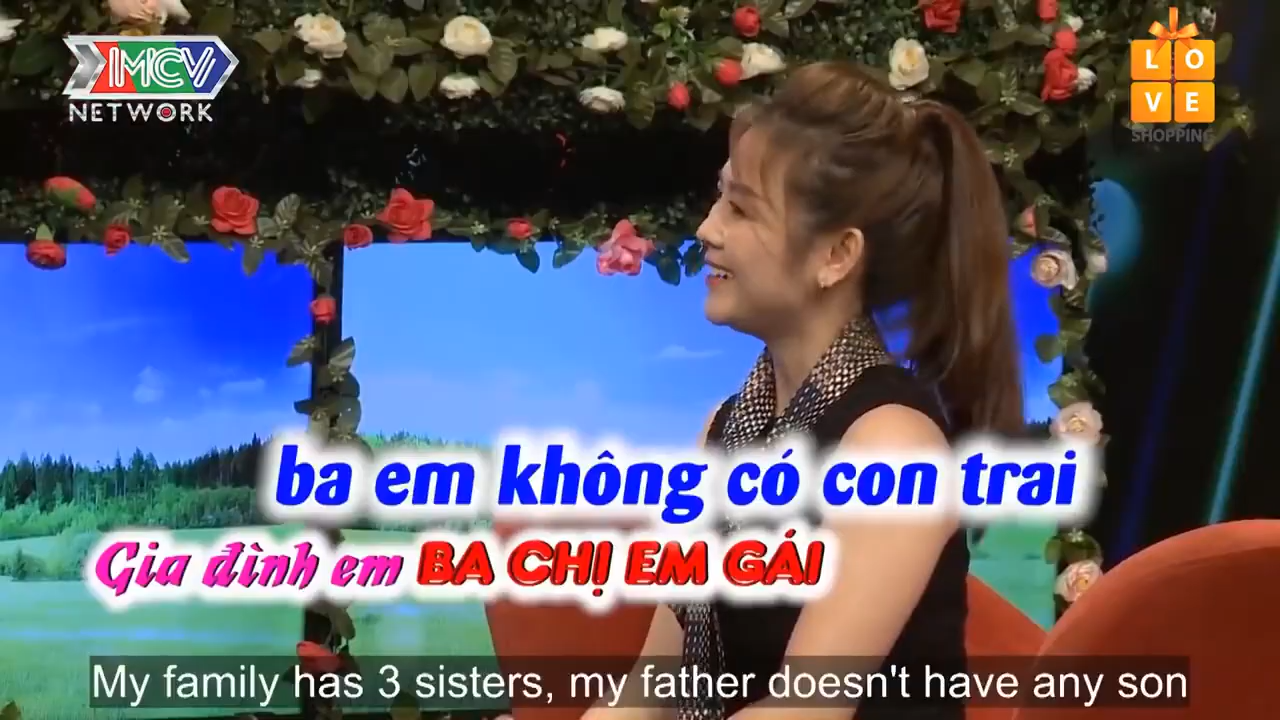 MCV
NETWORK
L O
V E
SHOPPING
ba em không có con trai
Gia đình em BA CHỊ EM GÁI
My family has 3 sisters, my father doesn't have any son